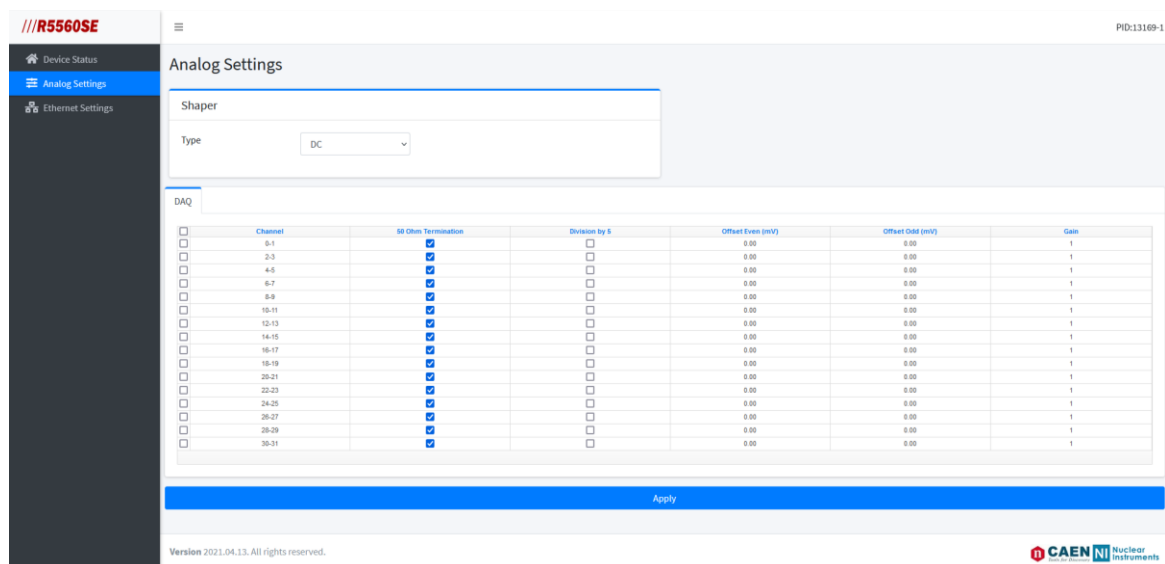 ///R5560SE
PID:13169-1
Device Status
Analog Settings
Ethernet Settings
Analog Settings
Shaper
Type DC
DAQ
Channel 50 Ohm Termination Division by 5 Offset Even (mV) Offset Odd (mV) Gain
0-1 0.00 0.00 1
2-3 0.00 0.00 1
4-5 0.00 0.00 1
6-7 0.00 0.00 1
8-9 0.00 0.00 1
10-11 0.00 0.00 1
12-13 0.00 0.00 1
14-15 0.00 0.00 1
16-17 0.00 0.00 1
18-19 0.00 0.00 1
20-21 0.00 0.00 1
22-23 0.00 0.00 1
24-25 0.00 0.00 1
26-27 0.00 0.00 1
28-29 0.00 0.00 1
30-31 0.00 0.00 1
Apply
Version 2021.04.13. All rights reserved.
n CAEN NI Nuclear
Tools for Discovery Instruments